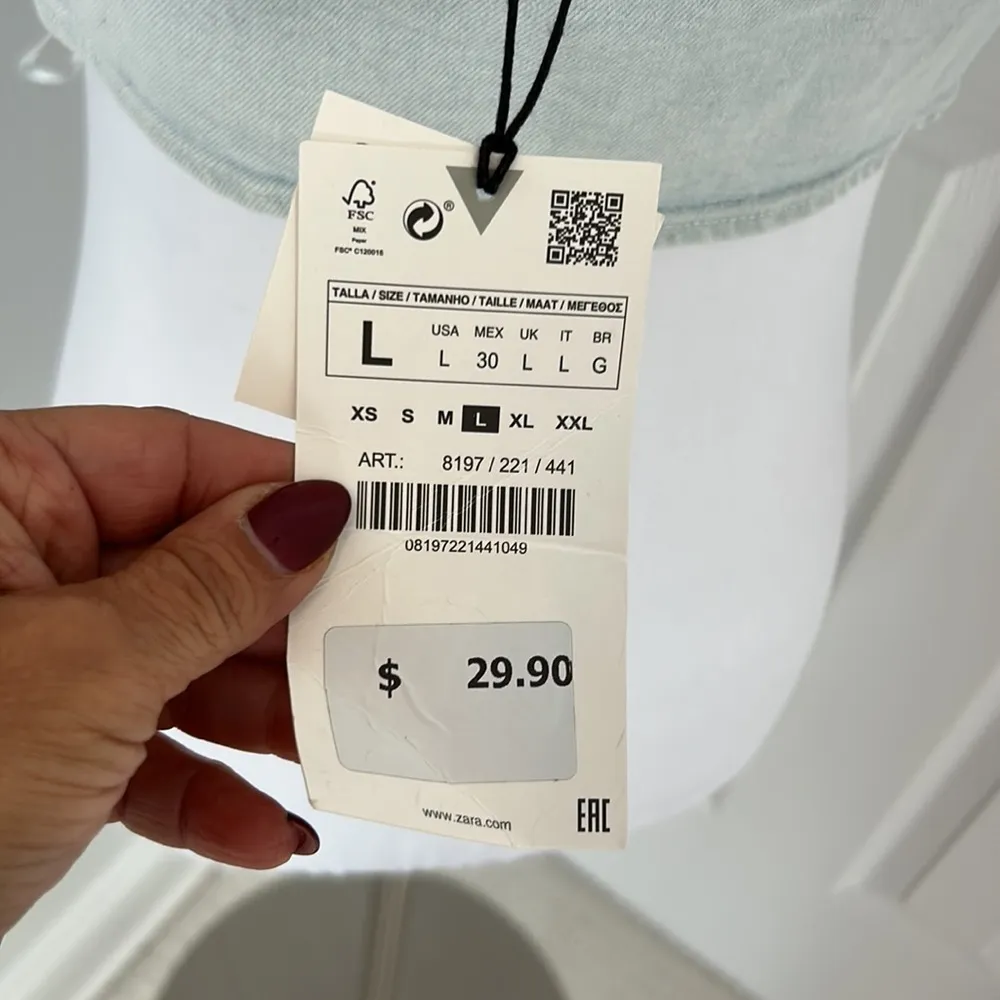 FSC
MIX
Paper
FSC® C120016
®
TALLA / SIZE / TAMANHO / TAILLE / MAAT / ΜΕΓΕΘΟΣ
L
USA MEX UK IT BR
L 30 L L G
XS S M L XL XXL
ART.: 8197 / 221 / 441
08197221441049
$ 29.90
www.zara.com
EAC